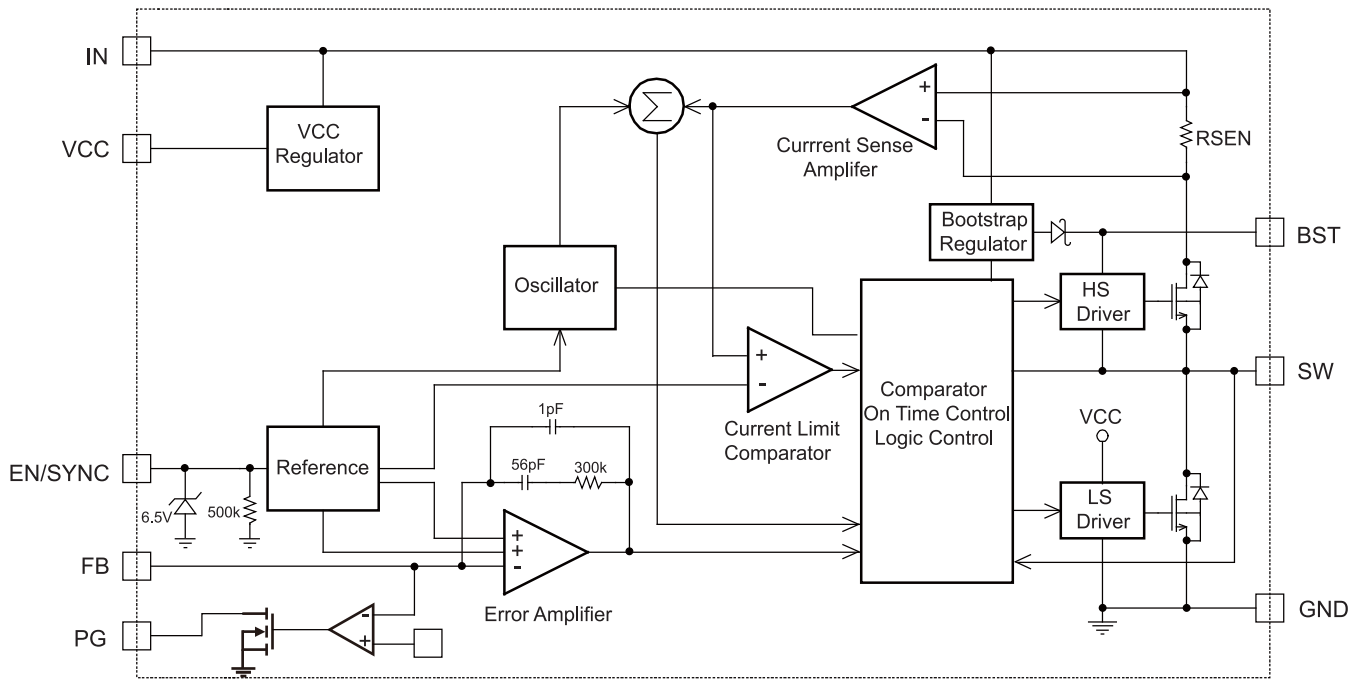 IN
VCC
VCC
Regulator
Σ
+
-
Currrent Sense
Amplifer
RSEN
Bootstrap
Regulator
BST
Oscillator
HS
Driver
+
-
Current Limit
Comparator
SW
Comparator
On Time Control
Logic Control
VCC
1pF
56pF
300k
EN/SYNC
Reference
6.5V
500k
LS
Driver
FB
+
+
-
Error Amplifier
GND
PG
-
+